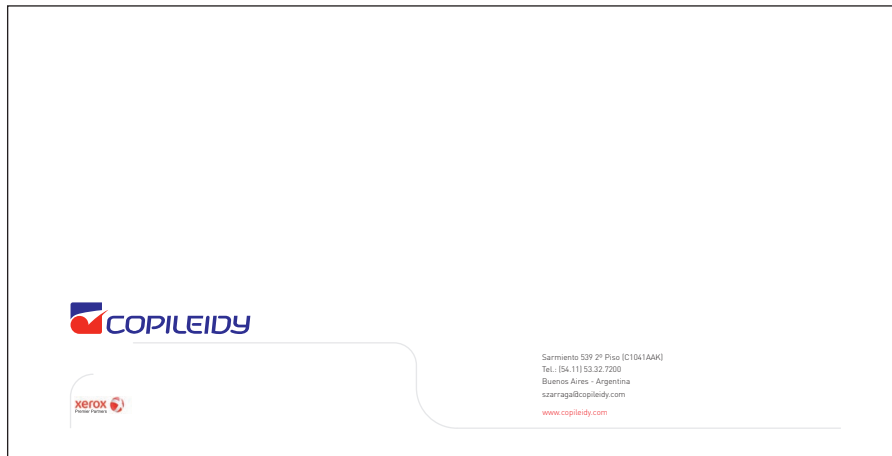 COPILEIDY
Sarmiento 539 2º Piso (C1041AAK)
Tel.: (54.11) 53.32.7200
Buenos Aires - Argentina
szarraga@copileidy.com
www.copileidy.com
xerox
Premier Partners